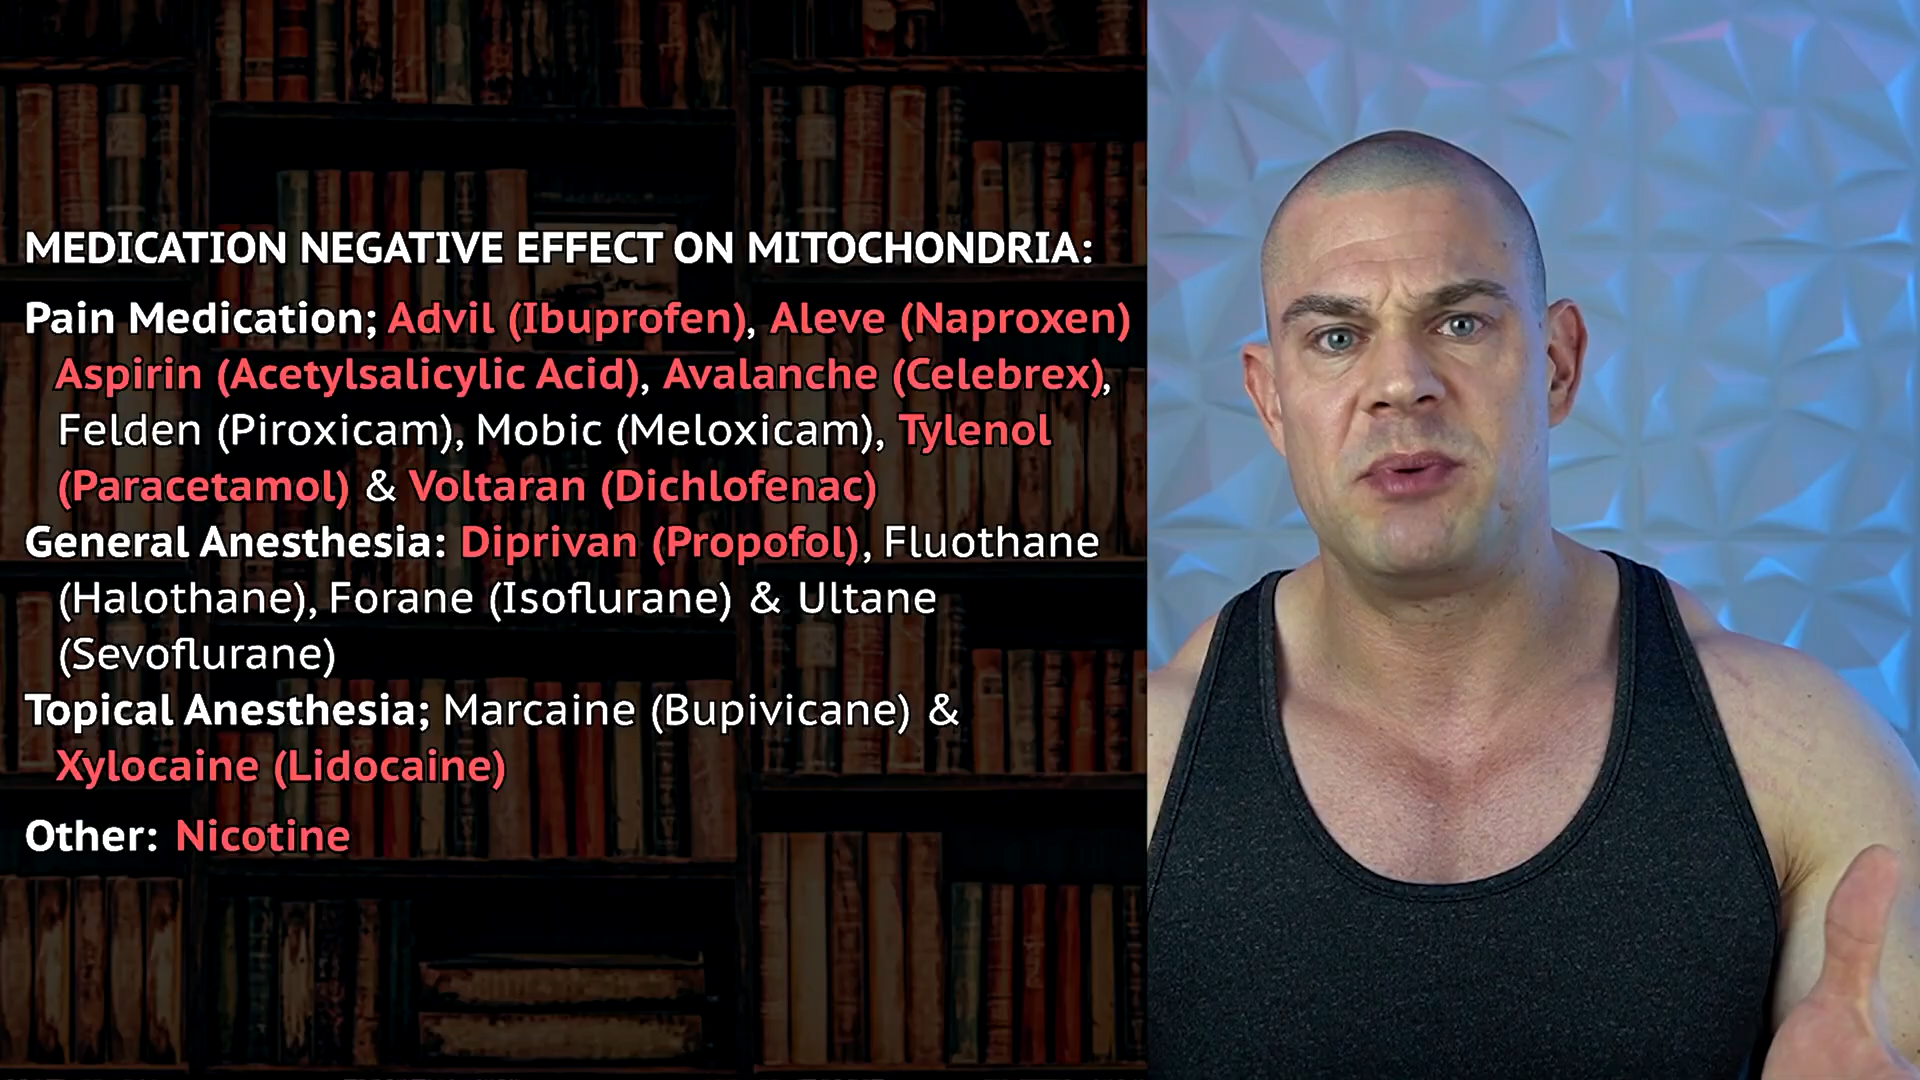 MEDICATION NEGATIVE EFFECT ON MITOCHONDRIA:
Pain Medication; Advil (Ibuprofen), Aleve (Naproxen)
Aspirin (Acetylsalicylic Acid), Avalanche (Celebrex),
Felden (Piroxicam), Mobic (Meloxicam), Tylenol
(Paracetamol) & Voltaran (Dichlofenac)
General Anesthesia: Diprivan (Propofol), Fluothane
(Halothane), Forane (Isoflurane) & Ultane
(Sevoflurane)
Topical Anesthesia; Marcaine (Bupivicane) &
Xylocaine (Lidocaine)
Other: Nicotine